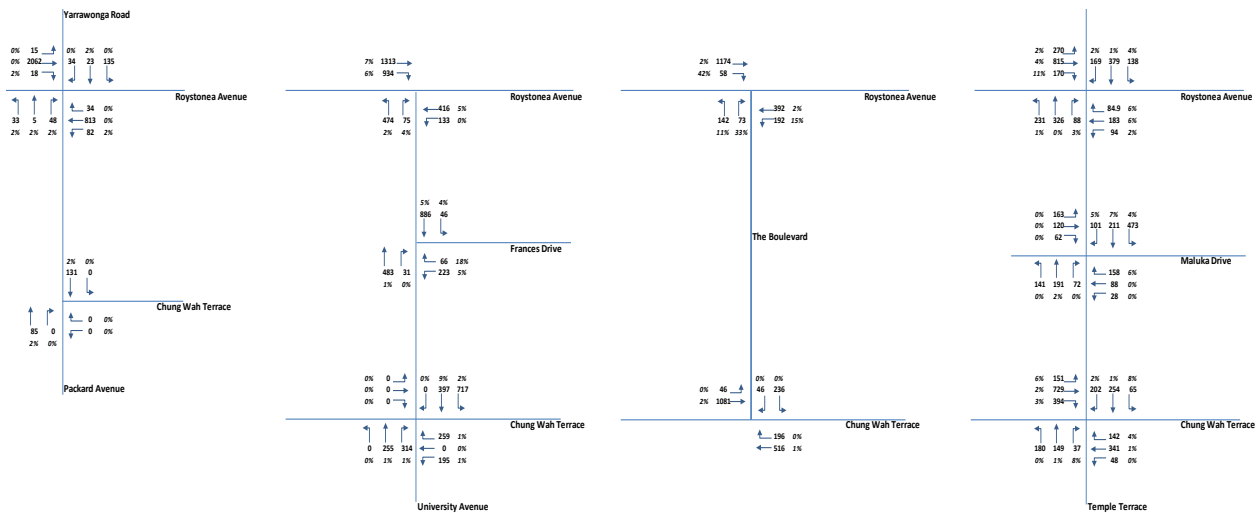 Yarrawonga Road
0% 15 0% 2% 0%
0% 2062 34 23 135
2% 18
Roystonea Avenue
34 0%
33 5 48 813 0%
2% 2% 2% 82 2%
2% 0%
131 0
Chung Wah Terrace
0 0%
85 0 0 0%
2% 0%
Packard Avenue
7% 1313
6% 934
Roystonea Avenue
416 5%
474 75 133 0%
2% 4%
5% 4%
886 46
Frances Drive
66 18%
483 31 223 5%
1% 0%
0% 0 0% 9% 2%
0% 0 0 397 717
0% 0
Chung Wah Terrace
259 1%
0 255 314 0 0%
0% 1% 1% 195 1%
University Avenue
2% 1174
42% 58
Roystonea Avenue
392 2%
142 73 192 15%
11% 33%
The Boulevard
0% 0%
0% 46 46 236
2% 1081
Chung Wah Terrace
196 0%
516 1%
2% 270 2% 1% 4%
4% 815 169 379 138
11% 170
Roystonea Avenue
84.9 6%
231 326 88 183 6%
1% 0% 3% 94 2%
0% 163 5% 7% 4%
0% 120 101 211 473
0% 62
Maluka Drive
158 6%
141 191 72 88 0%
0% 2% 0% 28 0%
6% 151 2% 1% 8%
2% 729 202 254 65
3% 394
Chung Wah Terrace
142 4%
180 149 37 341 1%
0% 1% 8% 48 0%
Temple Terrace